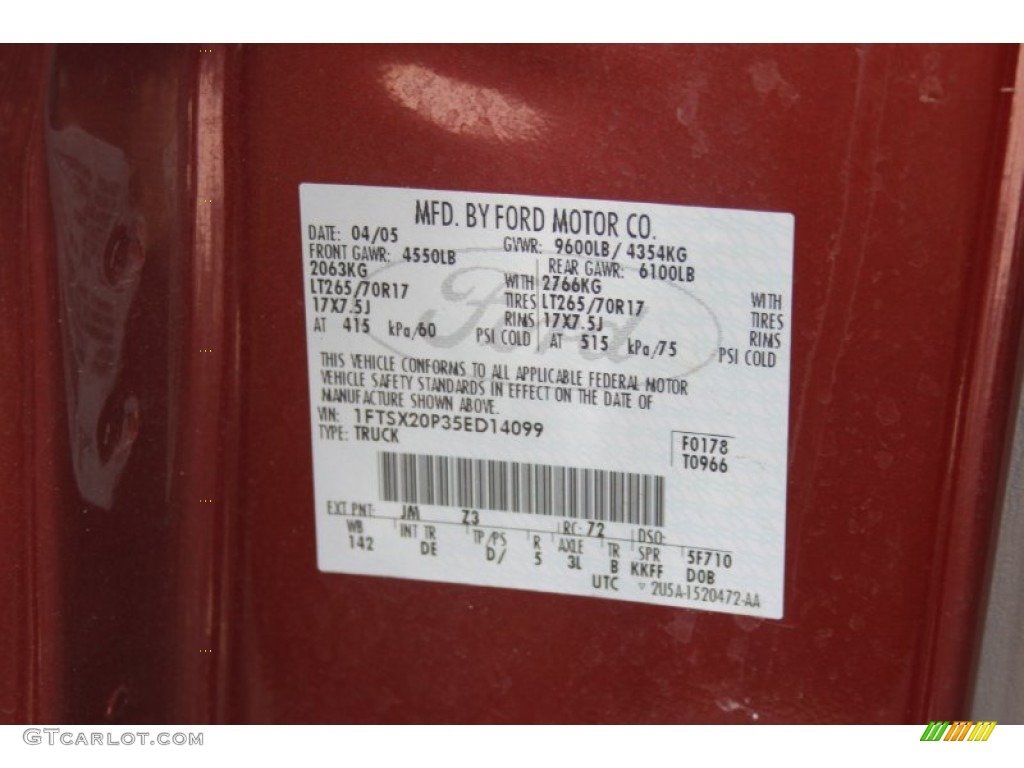 MFD. BY FORD MOTOR CO.
DATE: 04/05 GVWR: 9600LB/ 4354KG
FRONT GAWR: 4550LB REAR GAWR: 6100LB
2063KG WITH 2766KG WITH
LT265/70R17 TIRES LT265/70R17 TIRES
17X7.5J RIMS 17X7.5J RIMS
AT 415 kPa/60 PSI COLD AT 515 kPa/75 PSI COLD
THIS VEHICLE CONFORMS TO ALL APPLICABLE FEDERAL MOTOR
VEHICLE SAFETY STANDARDS IN EFFECT ON THE DATE OF
MANUFACTURE SHOWN ABOVE.
VIN: 1FTSX20P35ED14099
TYPE: TRUCK
F0178
T0966
EXT PNT: JM Z3 RC: 72 DSO:
WB INT TR TP/PS R AXLE TR SPR 5F710
142 DE D/ 5 3L B KKFF DOB
UTC ▽ 2U5A-1520472-AA
Ford
GTCarlot.com